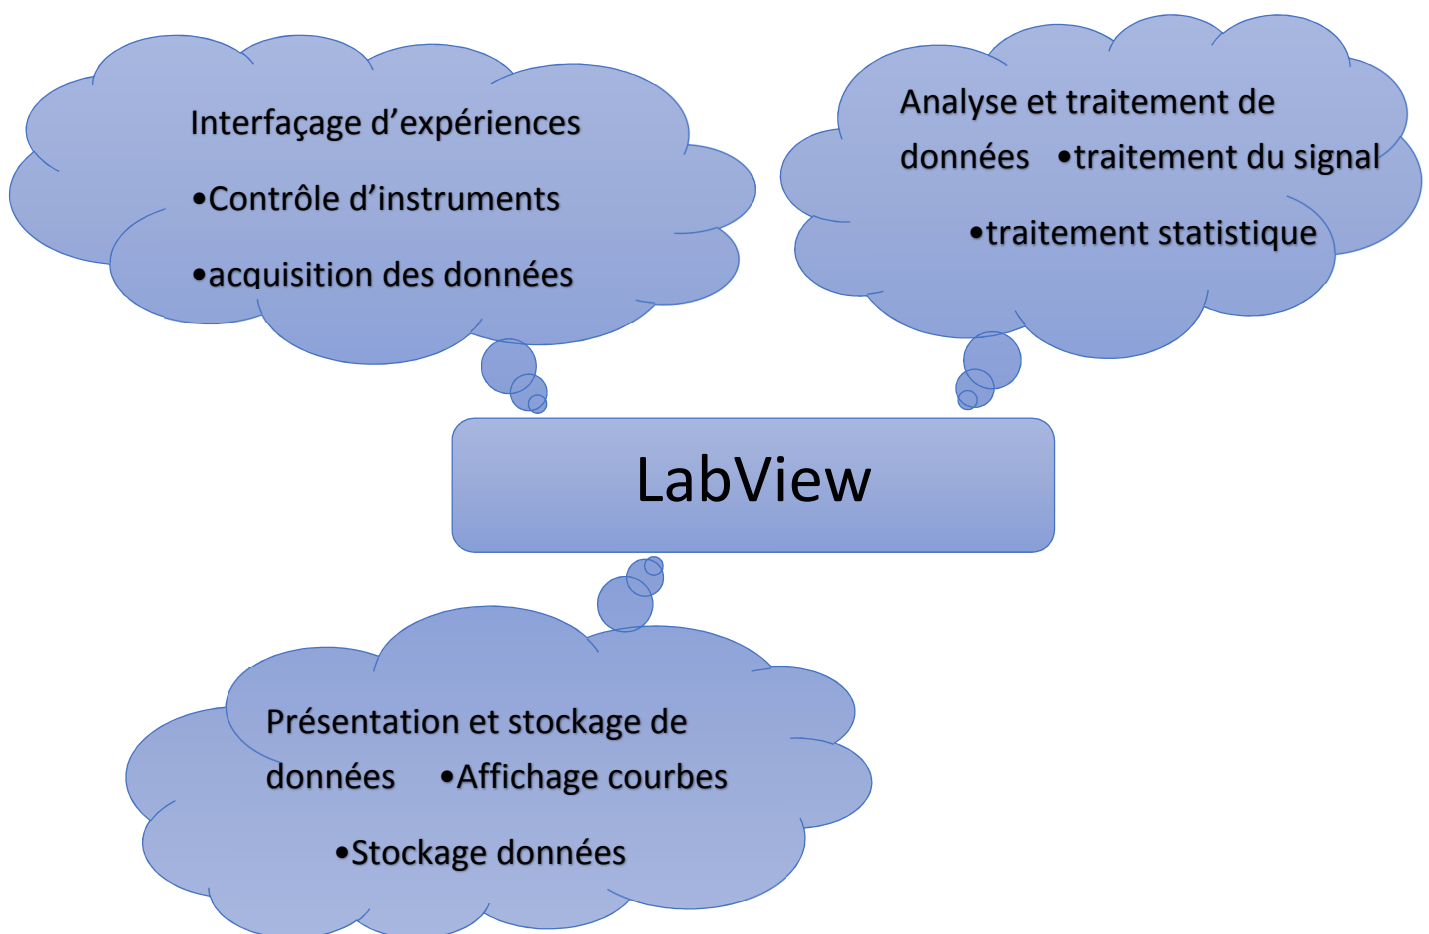 Interfaçage d’expériences
•Contrôle d’instruments
•acquisition des données
Analyse et traitement de
données •traitement du signal
•traitement statistique
LabView
Présentation et stockage de
données •Affichage courbes
•Stockage données